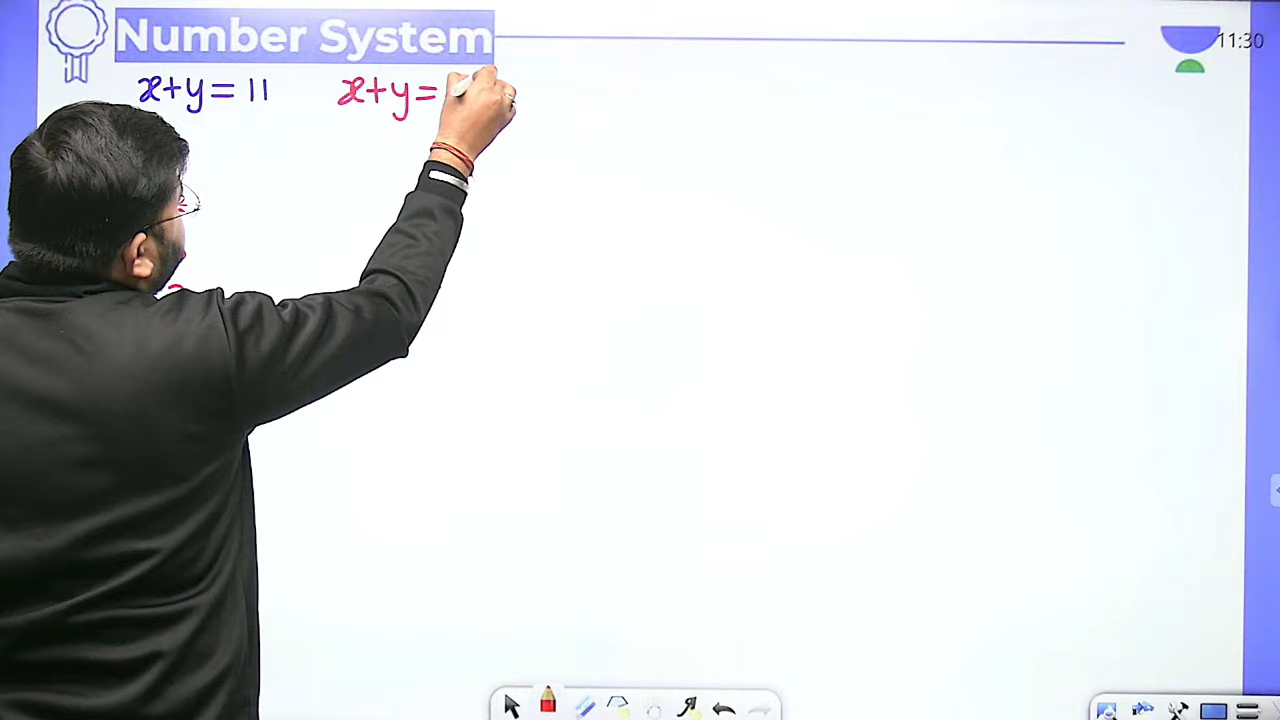 Number System
11:30
x+y= 11 x+y=